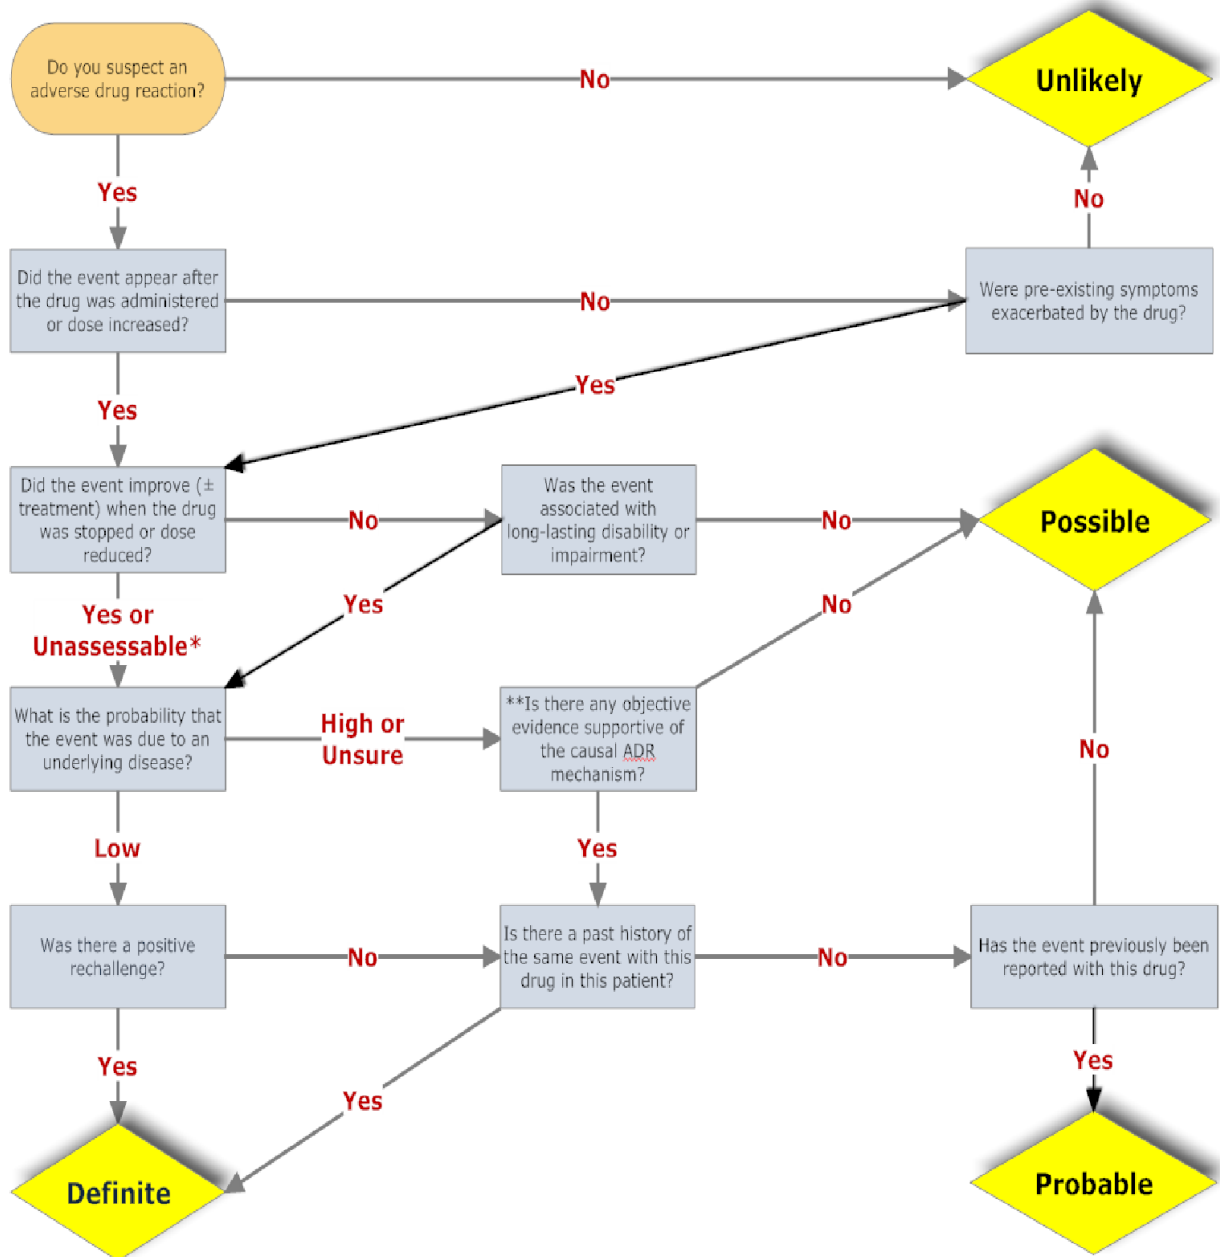 Do you suspect an
adverse drug reaction?
No
Unlikely
Yes
No
Did the event appear after
the drug was administered
or dose increased?
No
Were pre-existing symptoms
exacerbated by the drug?
Yes
Yes
Did the event improve (±
treatment) when the drug
was stopped or dose
reduced?
No
Was the event
associated with
long-lasting disability or
impairment?
No
Possible
Yes or
Unassessable*
Yes
No
What is the probability that
the event was due to an
underlying disease?
High or
Unsure
**Is there any objective
evidence supportive of
the causal ADR
mechanism?
No
Low
Yes
Was there a positive
rechallenge?
No
Is there a past history of
the same event with this
drug in this patient?
No
Has the event previously been
reported with this drug?
Yes
Yes
Yes
Definite
Probable